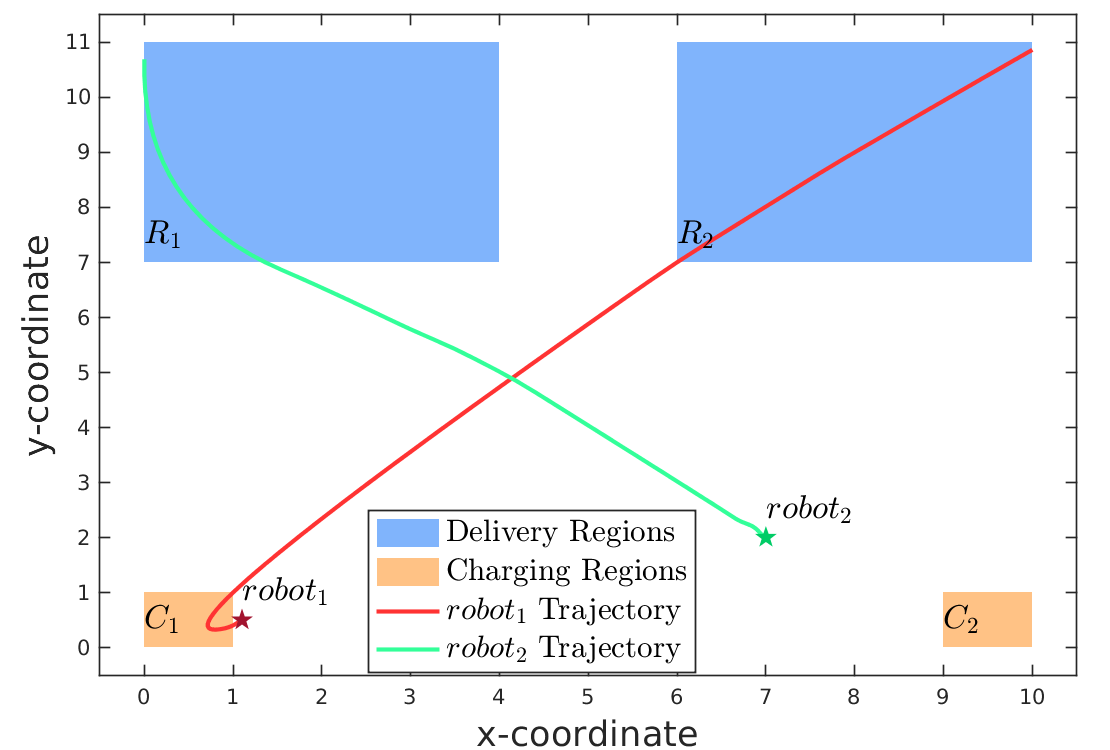 11
10
9
8
7
6
5
4
3
2
1
0
y-coordinate
R1
R2
robot2
robot1
C1
C2
Delivery Regions
Charging Regions
robot1 Trajectory
robot2 Trajectory
0 1 2 3 4 5 6 7 8 9 10
x-coordinate